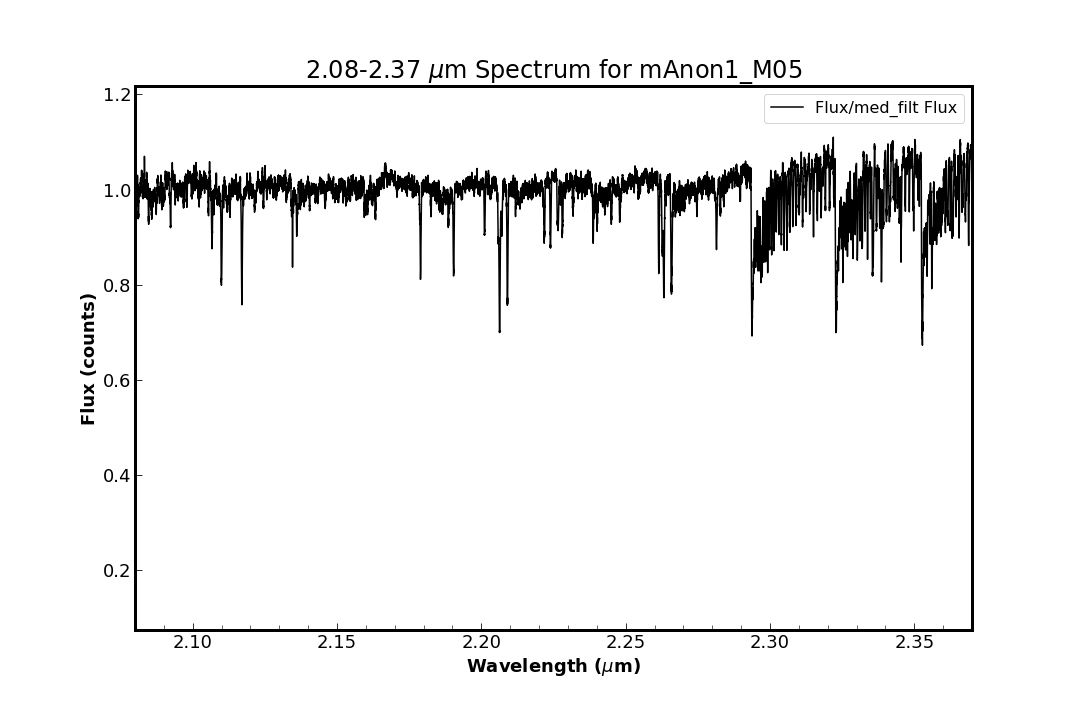 2.08-2.37 μm Spectrum for mAnon1_M05
Flux/med_filt Flux
1.2
1.0
0.8
0.6
0.4
0.2
Flux (counts)
2.10 2.15 2.20 2.25 2.30 2.35
Wavelength (μm)